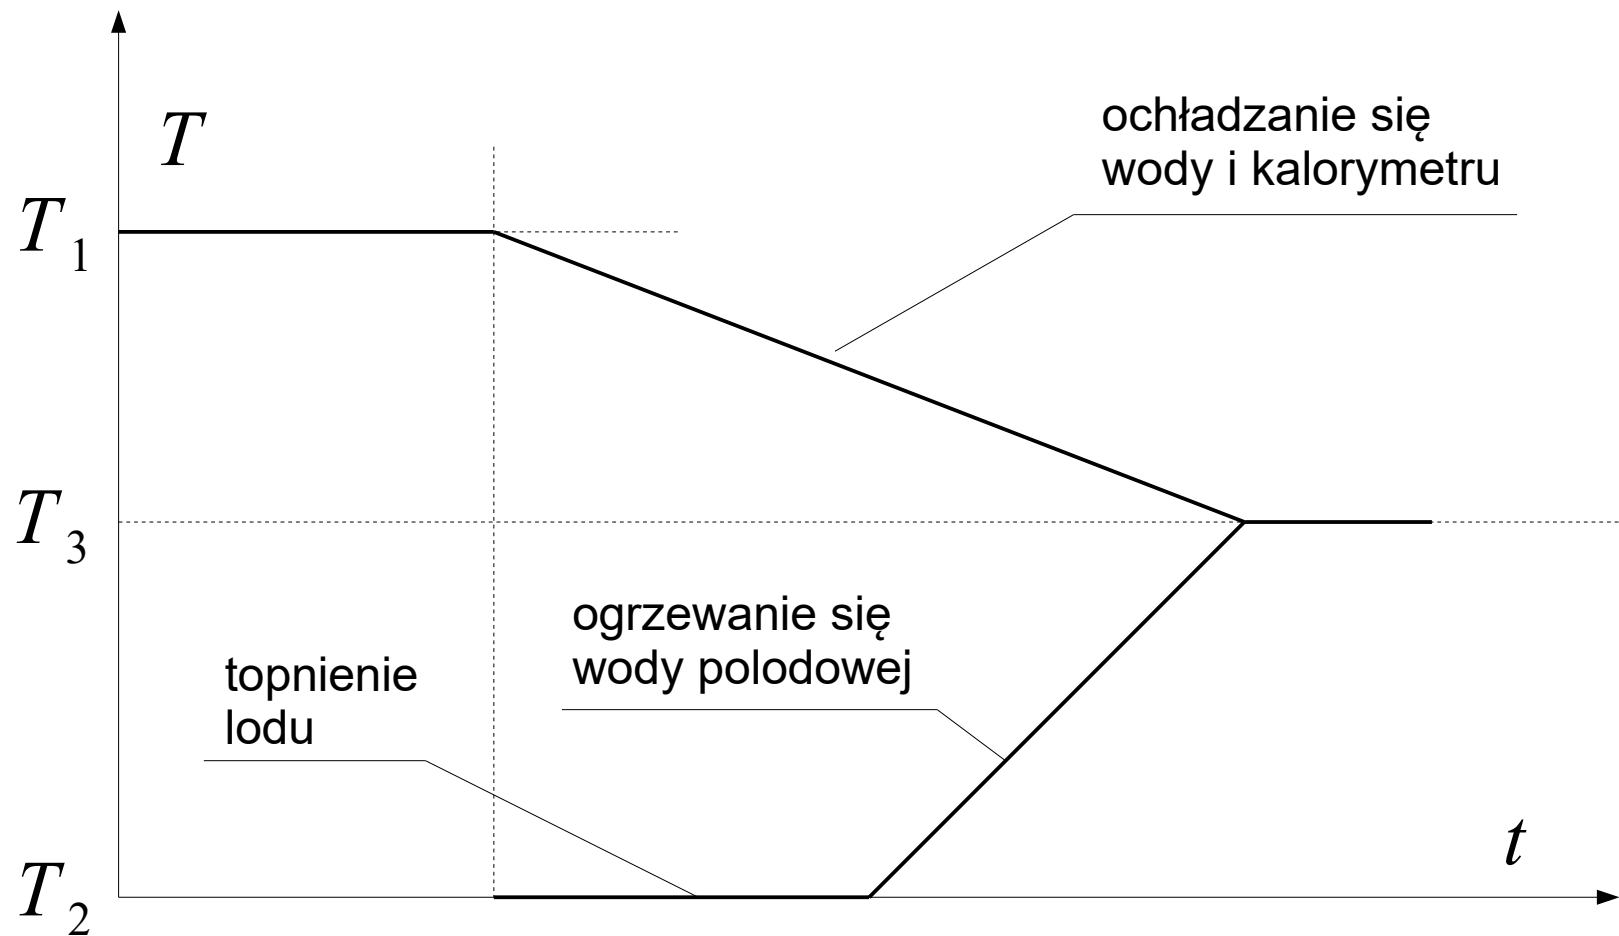 T
ochładzanie się
wody i kalorymetru
T₁
T₃
ogrzewanie się
wody polodowej
topnienie
lodu
t
T₂